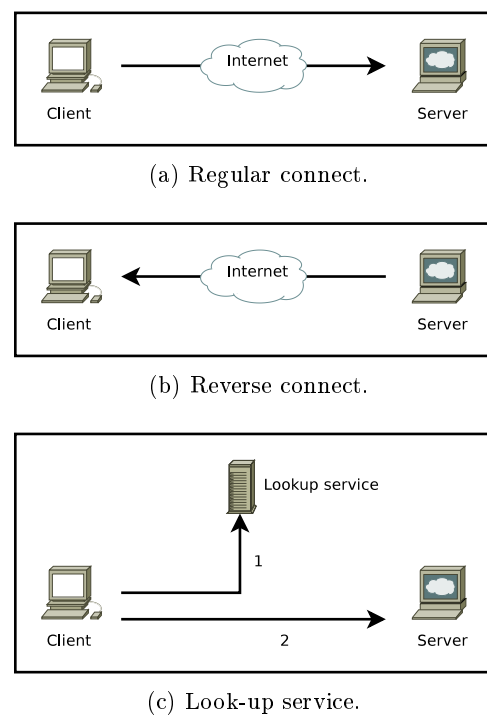 Internet
Client
Server
(a) Regular connect.
Internet
Client
Server
(b) Reverse connect.
Lookup service
1
2
Client
Server
(c) Look-up service.